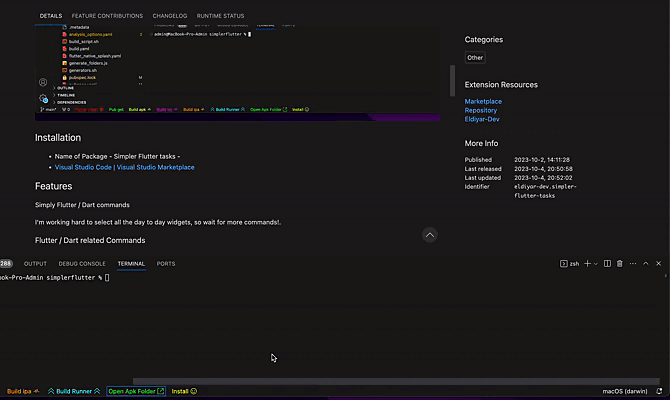 DETAILS FEATURE CONTRIBUTIONS CHANGELOG RUNTIME STATUS
.metadata
analysis_options.yaml 2
build_script.sh
build.yaml
flutter_native_splash.yaml
generate_folders.js
generators.sh
pubspec.lock M
OUTLINE
TIMELINE
DEPENDENCIES
admin@MacBook-Pro-Admin simplerflutter %
main* Pub get Build apk Build ipa Build Runner Open Apk Folder Install
Categories
Other
Extension Resources
Marketplace
Repository
Eldiyar-Dev
More Info
Published 2023-10-2, 14:11:28
Last released 2023-10-4, 20:50:58
Last updated 2023-10-4, 20:52:02
Identifier eldiyar-dev.simpler-
flutter-tasks
Installation
• Name of Package - Simpler Flutter tasks -
• Visual Studio Code | Visual Studio Marketplace
Features
Simply Flutter / Dart commands
I'm working hard to select all the day to day widgets, so wait for more commands!.
Flutter / Dart related Commands
288 OUTPUT DEBUG CONSOLE TERMINAL PORTS
zsh
ook-Pro-Admin simplerflutter %
Build ipa Build Runner Open Apk Folder Install
macOS (darwin)